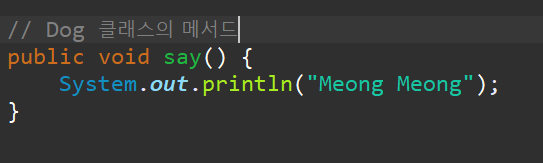 // Dog 클래스의 메서드
public void say() {
    System.out.println("Meong Meong");
}